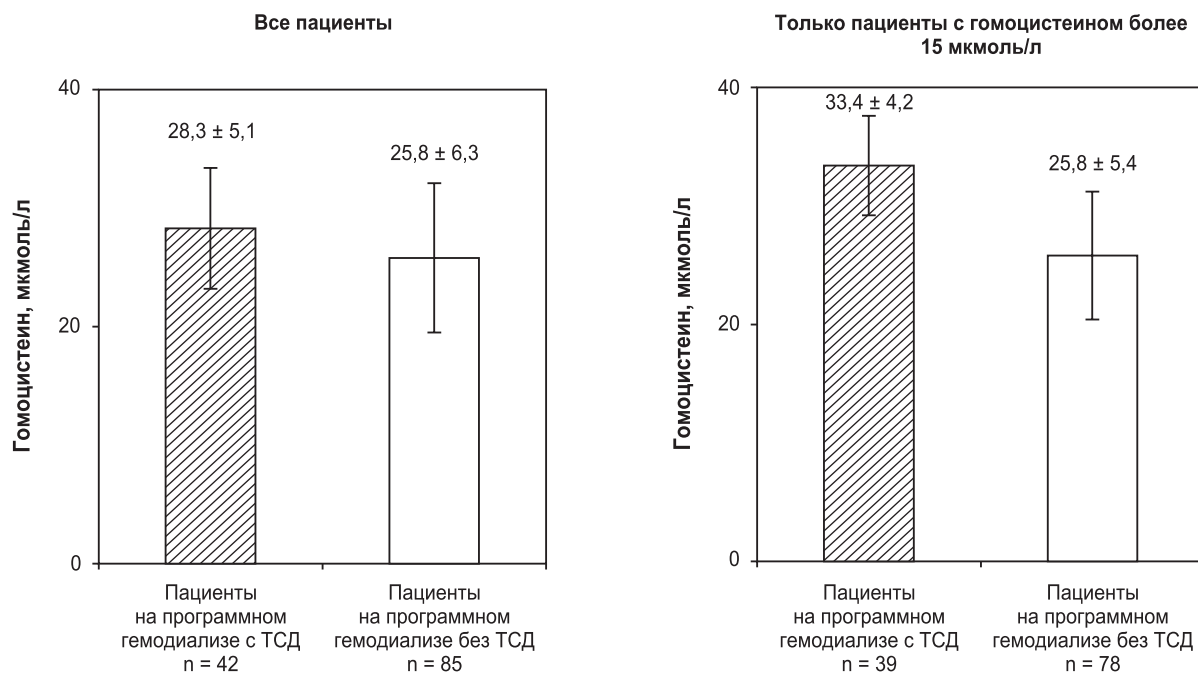 Все пациенты
40
28,3 ± 5,1
25,8 ± 6,3
20
0
Гомоцистеин, мкмоль/л
Пациенты
на программном
гемодиализе с ТСД
n = 42
Пациенты
на программном
гемодиализе без ТСД
n = 85
Только пациенты с гомоцистеином более
15 мкмоль/л
40
33,4 ± 4,2
25,8 ± 5,4
20
0
Гомоцистеин, мкмоль/л
Пациенты
на программном
гемодиализе с ТСД
n = 39
Пациенты
на программном
гемодиализе без ТСД
n = 78